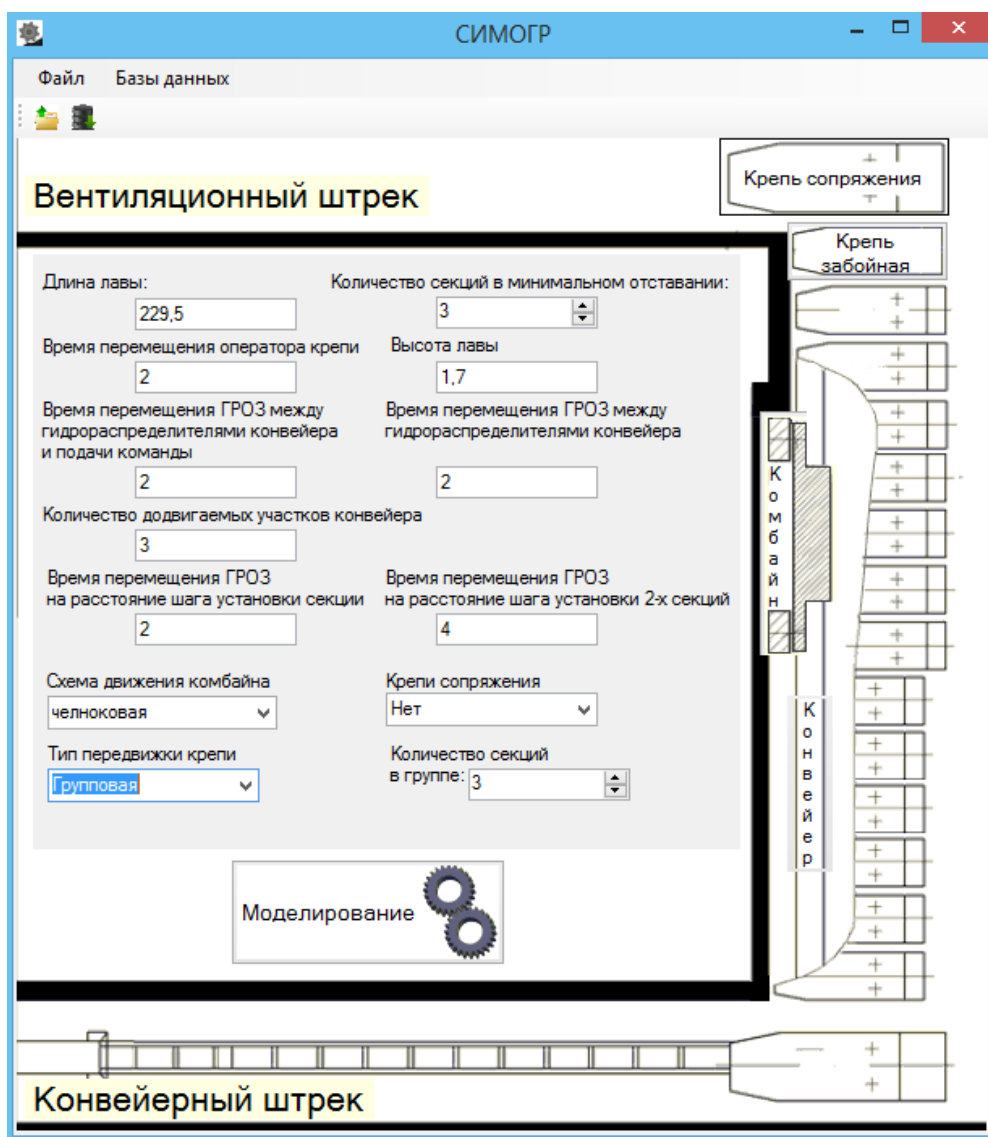 СИМОГР
Файл Базы данных
Вентиляционный штрек
Крепь сопряжения
Крепь
забойная
Длина лавы: Количество секций в минимальном отставании:
229,5 3
Время перемещения оператора крепи Высота лавы
2 1,7
Время перемещения ГРОЗ между Время перемещения ГРОЗ между
гидрораспределителями конвейера гидрораспределителями конвейера
и подачи команды
2 2
Количество додвигаемых участков конвейера
3
Время перемещения ГРОЗ Время перемещения ГРОЗ
на расстояние шага установки секции на расстояние шага установки 2-х секций
2 4
Схема движения комбайна Крепи сопряжения
челноковая Нет
Тип передвижки крепи Количество секций
Групповая в группе: 3
Комбайн
Конвейер
Моделирование
Конвейерный штрек